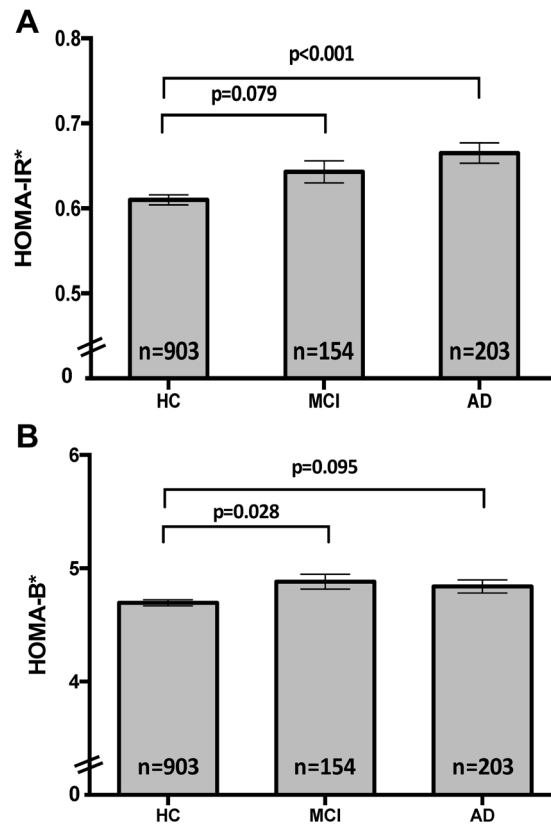 A
0.8
p<0.001
p=0.079
0.7
HOMA-IR*
0.6
0.5
n=903 n=154 n=203
0
HC MCI AD
B
6
p=0.095
p=0.028
5
HOMA-B*
4
n=903 n=154 n=203
0
HC MCI AD